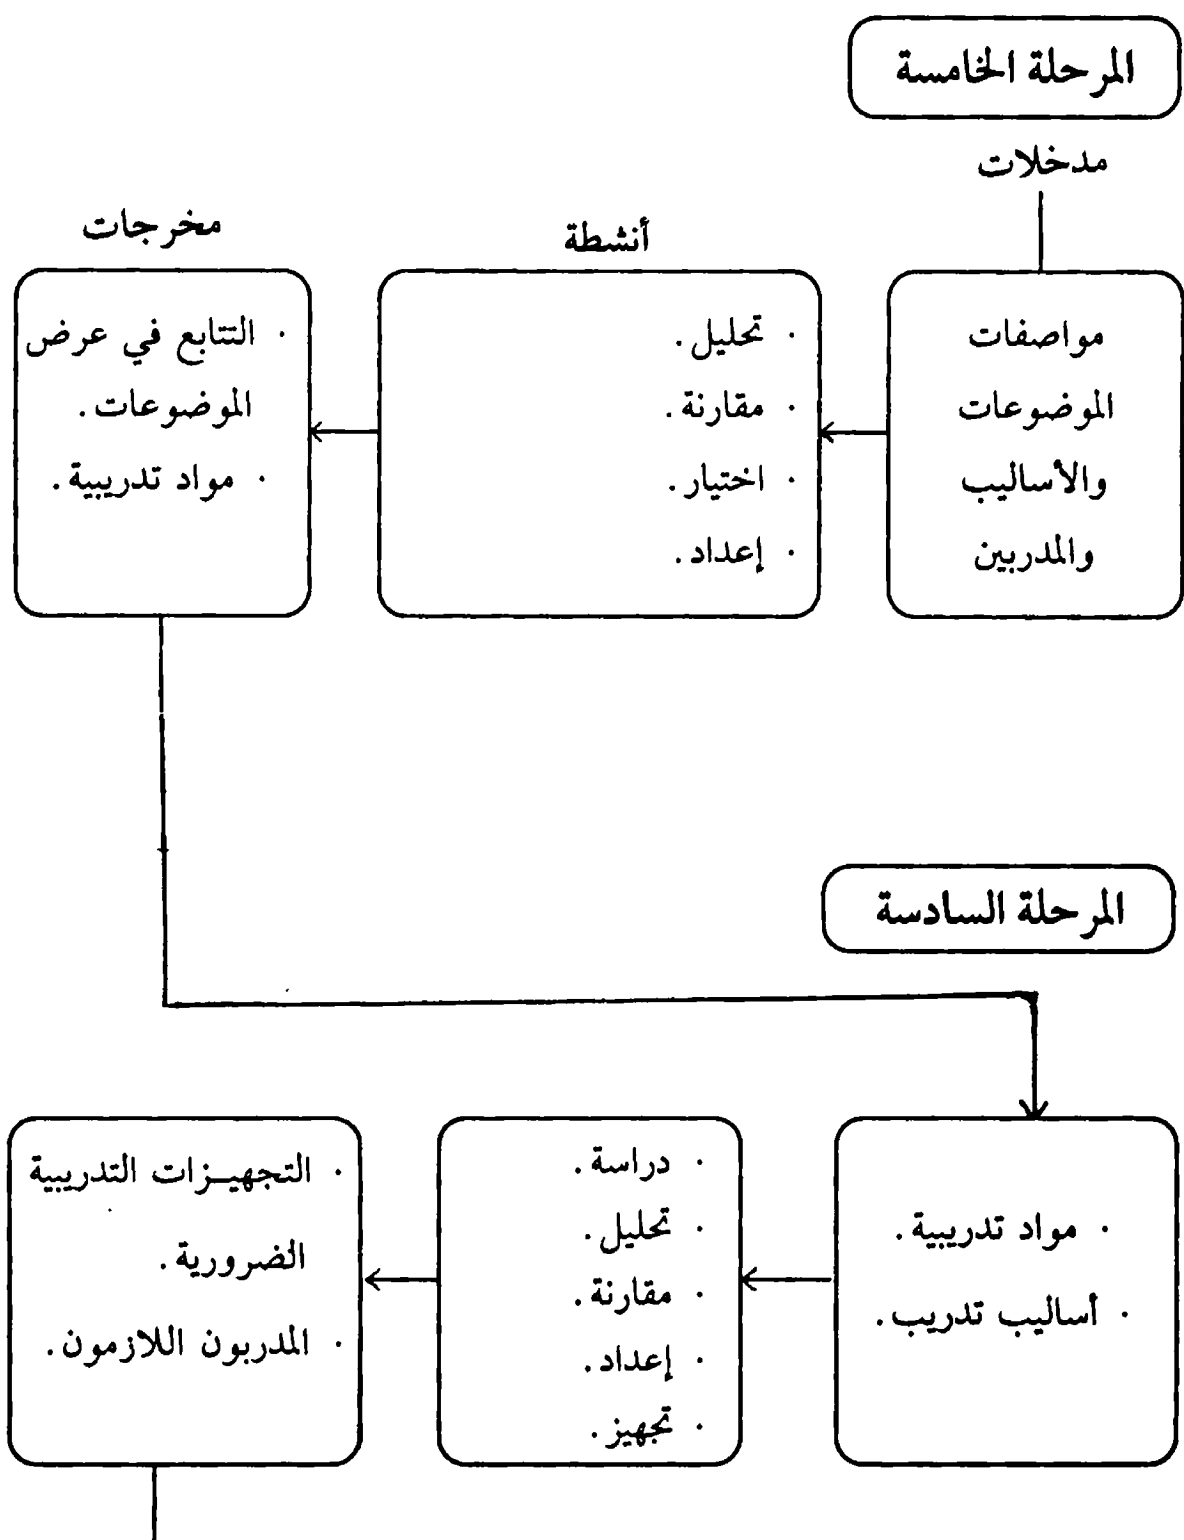 المرحلة الخامسة
مدخلات
أنشطة
مخرجات
مواصفات
الموضوعات
والأساليب
والمدربين
· تحليل.
· مقارنة.
· اختيار.
· إعداد.
· التتابع في عرض
الموضوعات.
· مواد تدريبية.
المرحلة السادسة
· مواد تدريبية.
· أساليب تدريب.
· دراسة.
· تحليل.
· مقارنة.
· إعداد.
· تجهيز.
· التجهيزات التدريبية
الضرورية.
· المدربون اللازمون.